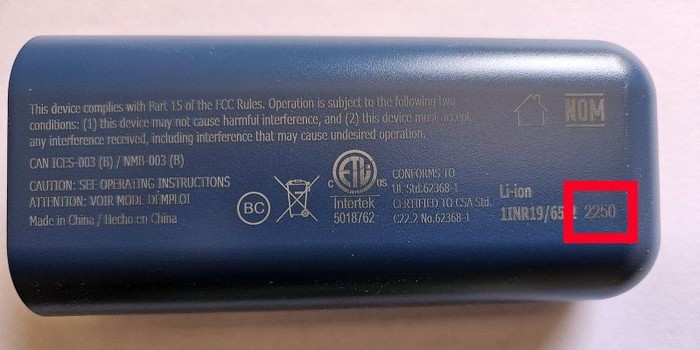 This device complies with Part 15 of the FCC Rules. Operation is subject to the following two
conditions: (1) this device may not cause harmful interference, and (2) this device must accept
any interference received, including interference that may cause undesired operation.
CAN ICES-003 (B) / NMB-003 (B)
CAUTION: SEE OPERATING INSTRUCTIONS
ATTENTION: VOIR MODE D'EMPLOI
Made in China / Hecho en China
BC
C ETL US
Intertek
5018762
CONFORMS TO
UL Std.62368-1
CERTIFIED TO CSA Std.
C22.2 No.62368-1
NOM
Li-ion
1INR19/65-2 2250